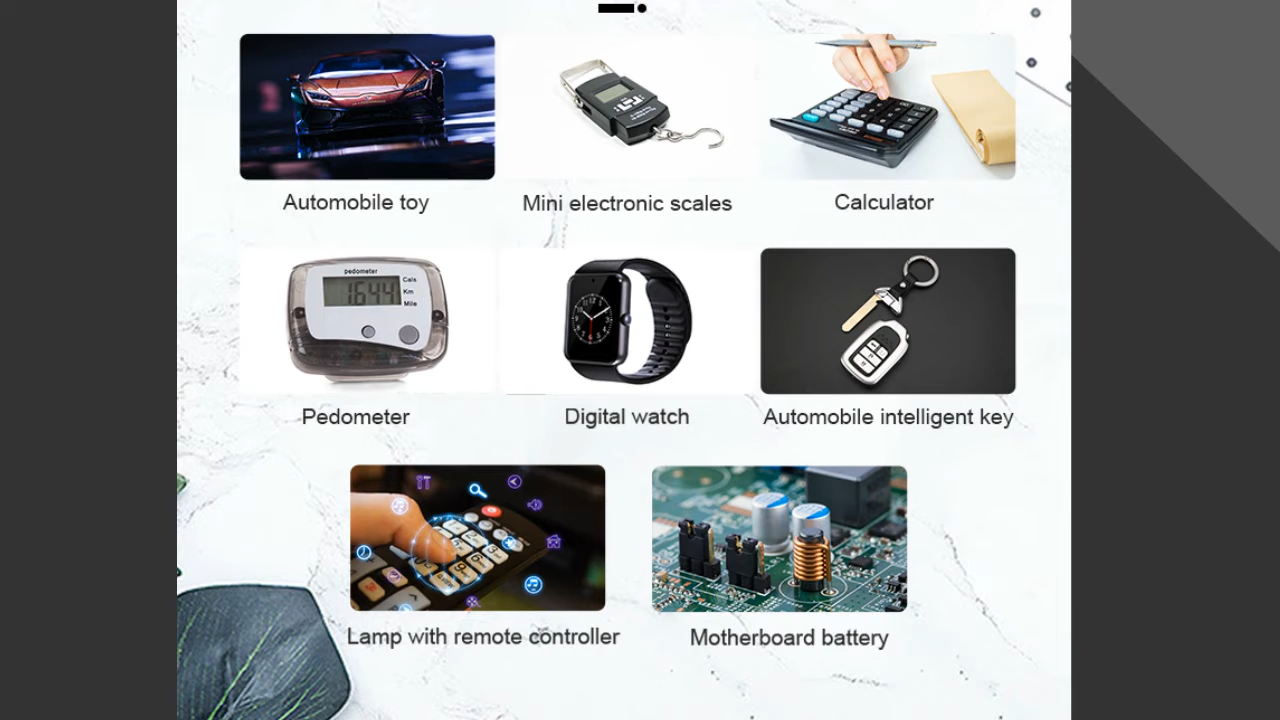 Automobile toy
Mini electronic scales
Calculator
pedometer
Cals
Km
Mile
1644
Pedometer
Digital watch
Automobile intelligent key
Lamp with remote controller
Motherboard battery